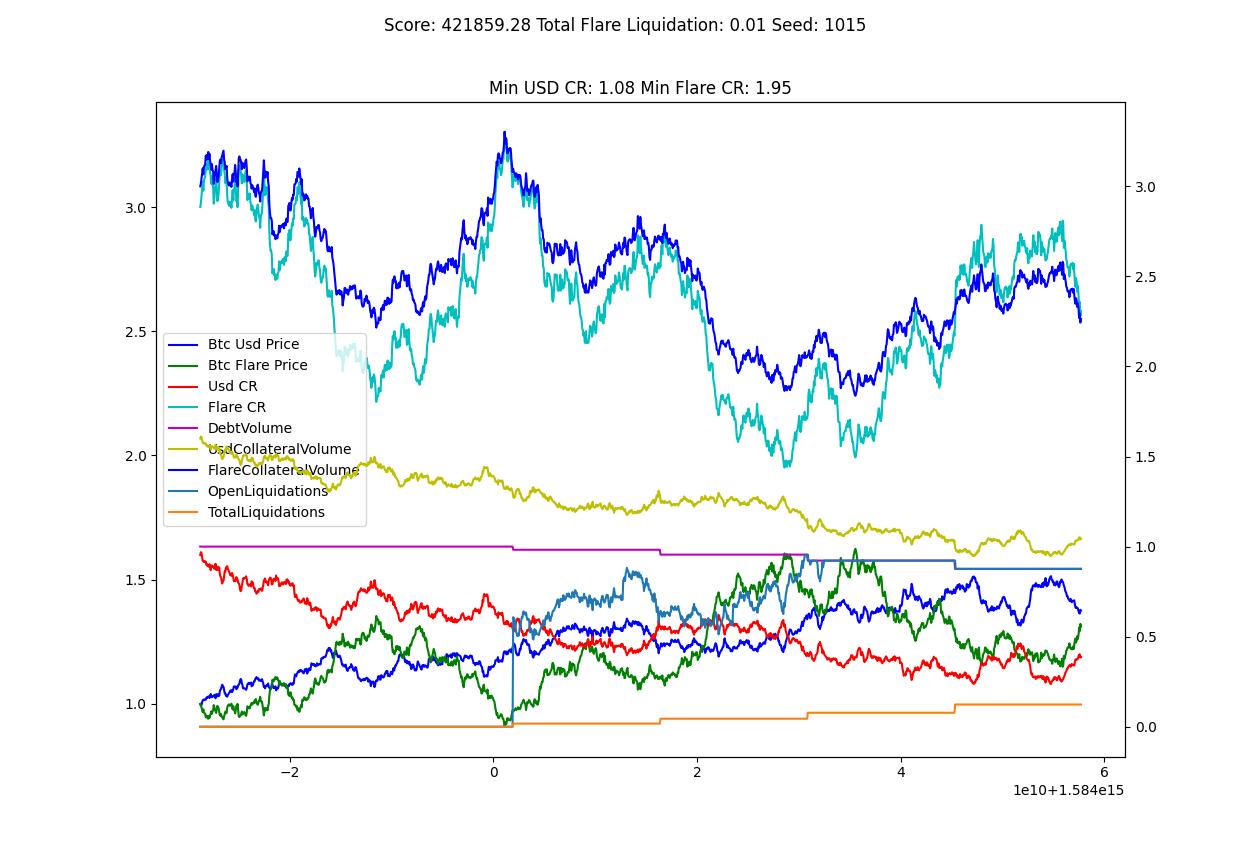 Score: 421859.28 Total Flare Liquidation: 0.01 Seed: 1015
Min USD CR: 1.08 Min Flare CR: 1.95
3.0
2.5
2.0
1.5
1.0
Btc Usd Price
Btc Flare Price
Usd CR
Flare CR
DebtVolume
UsdCollateralVolume
FlareCollateralVolume
OpenLiquidations
TotalLiquidations
3.0
2.5
2.0
1.5
1.0
0.5
0.0
−2 0 2 4 6
1e10+1.584e15